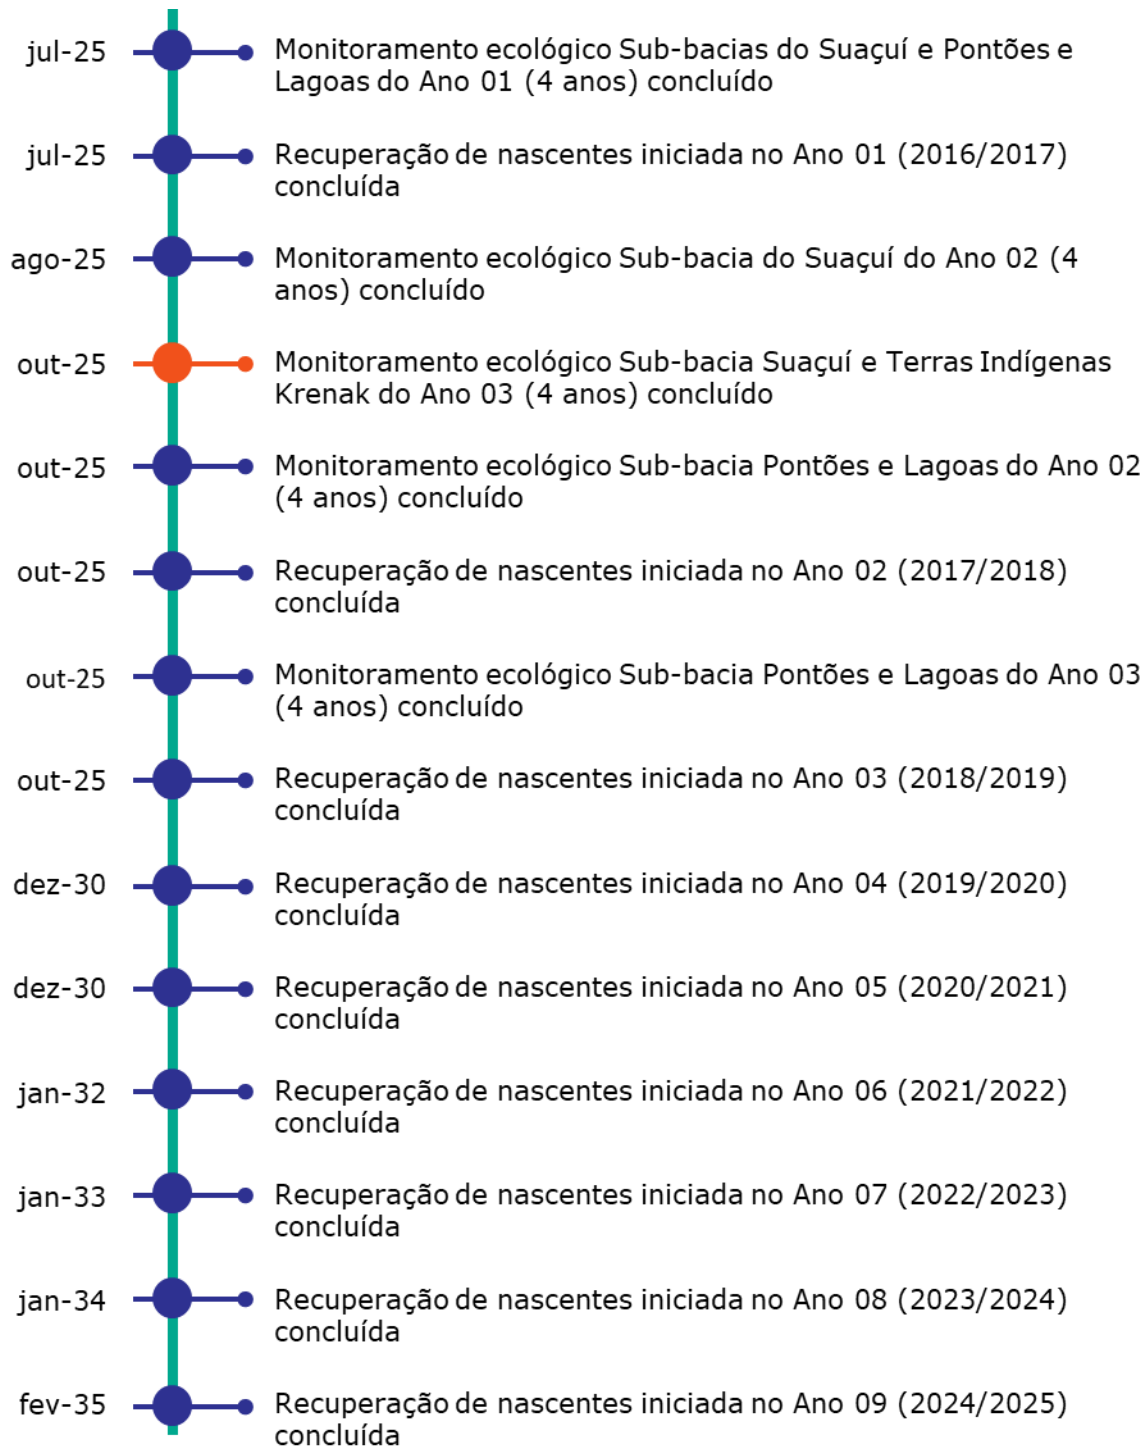 jul-25
Monitoramento ecológico Sub-bacias do Suaçuí e Pontões e
Lagoas do Ano 01 (4 anos) concluído
jul-25
Recuperação de nascentes iniciada no Ano 01 (2016/2017)
concluída
ago-25
Monitoramento ecológico Sub-bacia do Suaçuí do Ano 02 (4
anos) concluído
out-25
Monitoramento ecológico Sub-bacia Suaçuí e Terras Indígenas
Krenak do Ano 03 (4 anos) concluído
out-25
Monitoramento ecológico Sub-bacia Pontões e Lagoas do Ano 02
(4 anos) concluído
out-25
Recuperação de nascentes iniciada no Ano 02 (2017/2018)
concluída
out-25
Monitoramento ecológico Sub-bacia Pontões e Lagoas do Ano 03
(4 anos) concluído
out-25
Recuperação de nascentes iniciada no Ano 03 (2018/2019)
concluída
dez-30
Recuperação de nascentes iniciada no Ano 04 (2019/2020)
concluída
dez-30
Recuperação de nascentes iniciada no Ano 05 (2020/2021)
concluída
jan-32
Recuperação de nascentes iniciada no Ano 06 (2021/2022)
concluída
jan-33
Recuperação de nascentes iniciada no Ano 07 (2022/2023)
concluída
jan-34
Recuperação de nascentes iniciada no Ano 08 (2023/2024)
concluída
fev-35
Recuperação de nascentes iniciada no Ano 09 (2024/2025)
concluída